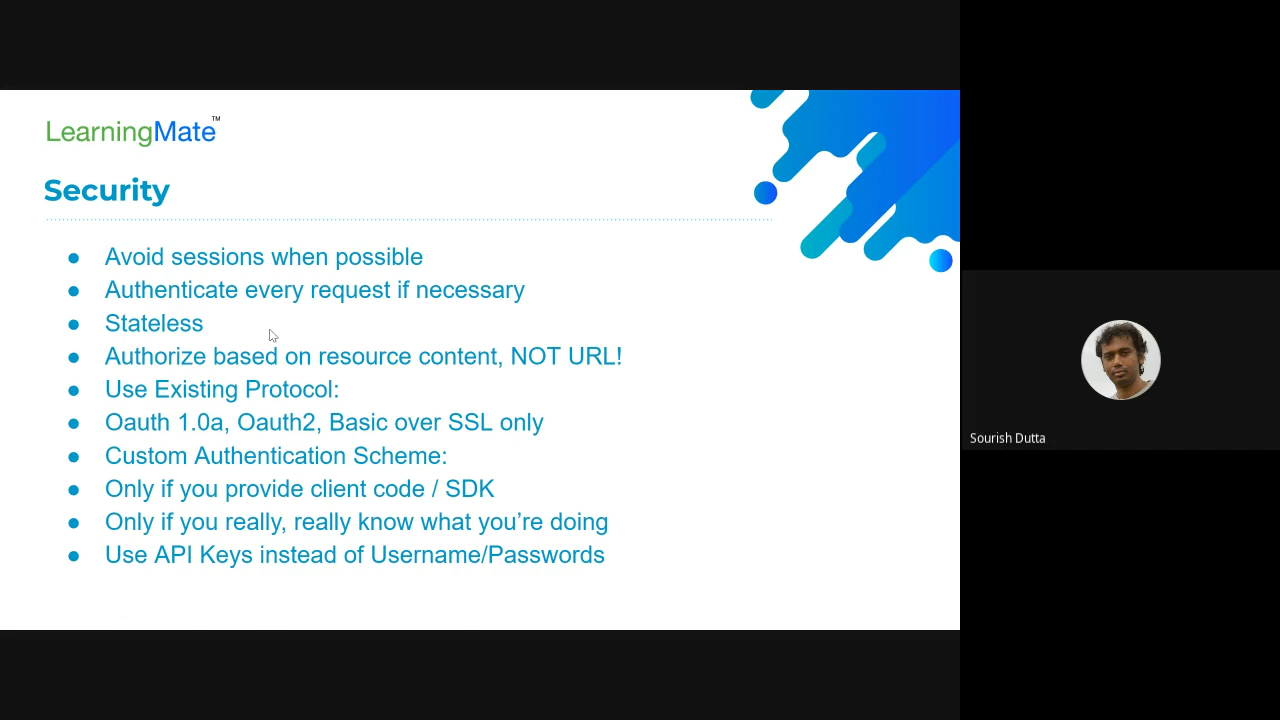 LearningMate™
Security
● Avoid sessions when possible
● Authenticate every request if necessary
● Stateless
● Authorize based on resource content, NOT URL!
● Use Existing Protocol:
● Oauth 1.0a, Oauth2, Basic over SSL only
● Custom Authentication Scheme:
● Only if you provide client code / SDK
● Only if you really, really know what you’re doing
● Use API Keys instead of Username/Passwords
Sourish Dutta